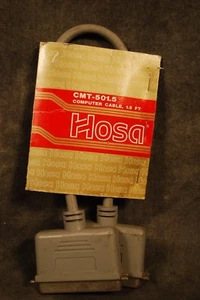 CMT-501.5
COMPUTER CABLE, 1.5 FT.
Hosa